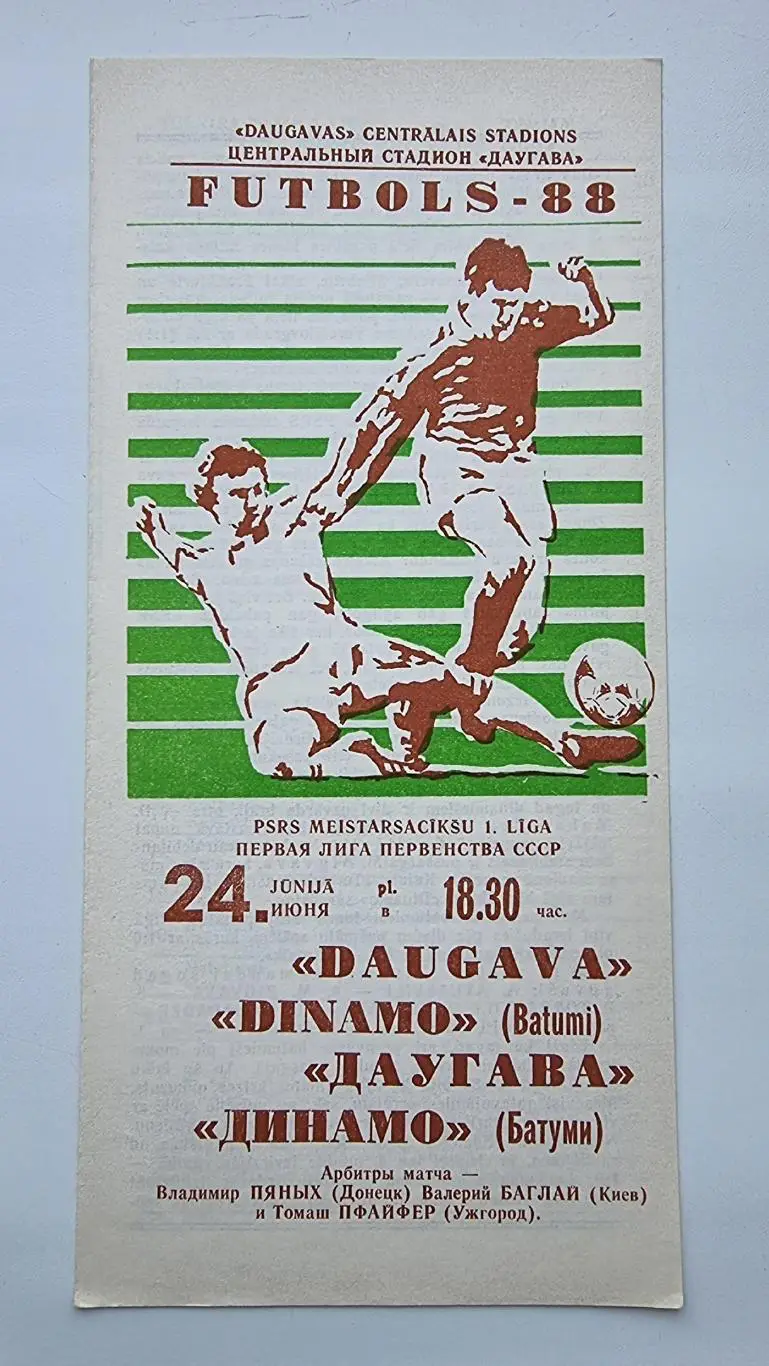 «DAUGAVAS» CENTRĀLAIS STADIONS
ЦЕНТРАЛЬНЫЙ СТАДИОН «ДАУГАВА»
FUTBOLS-88
PSRS MEISTARSACĪKŠU 1. LĪGA
ПЕРВАЯ ЛИГА ПЕРВЕНСТВА СССР
24. JŪNIJĀ pl. 18.30 час.
ИЮНЯ в
«DAUGAVA»
«DINAMO» (Batumi)
«ДАУГАВА»
«ДИНАМО» (Батуми)
Арбитры матча —
Владимир ПЯНЫХ (Донецк) Валерий БАГЛАЙ (Киев)
и Томаш ПФАЙФЕР (Ужгород).